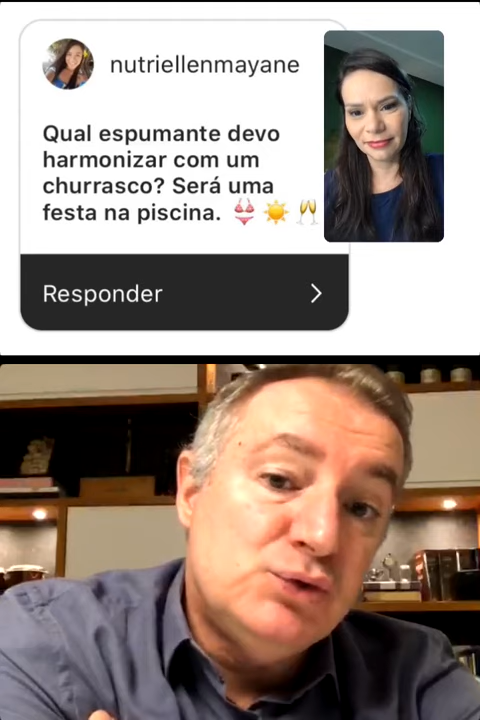 nutriellenmayane
Qual espumante devo
harmonizar com um
churrasco? Será uma
festa na piscina. 👙 ☀️ 🥂
Responder